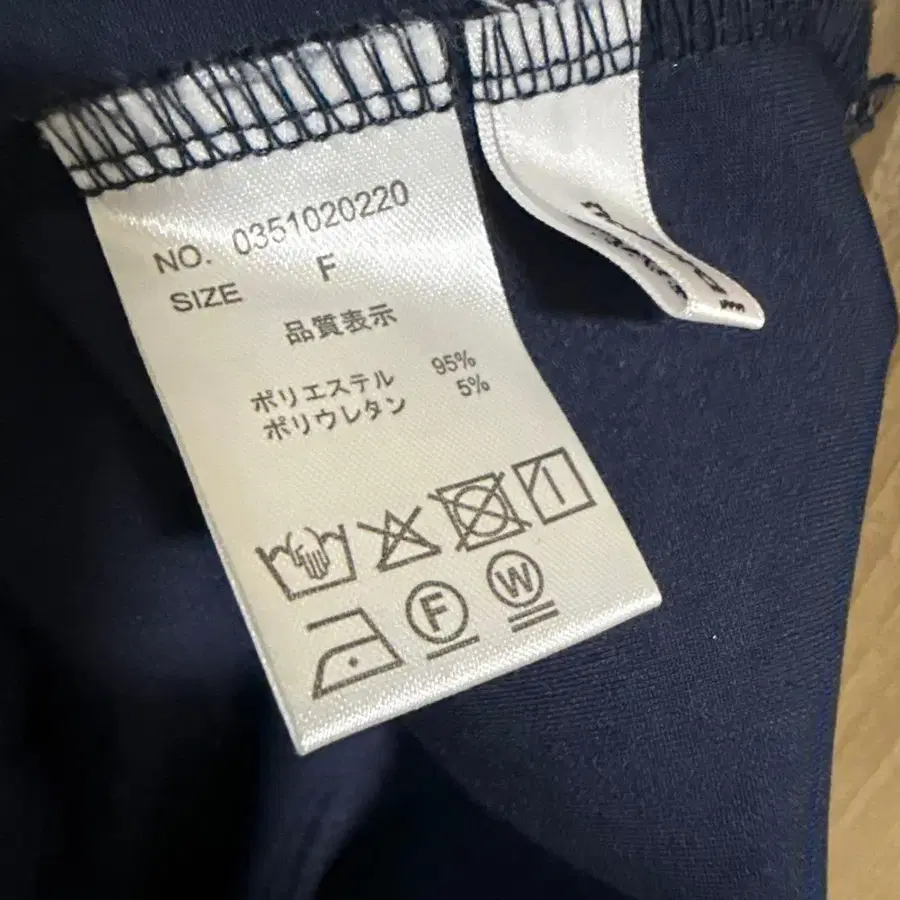 NO. 0351020220
SIZE F
品質表示
ポリエステル 95%
ポリウレタン 5%
F W